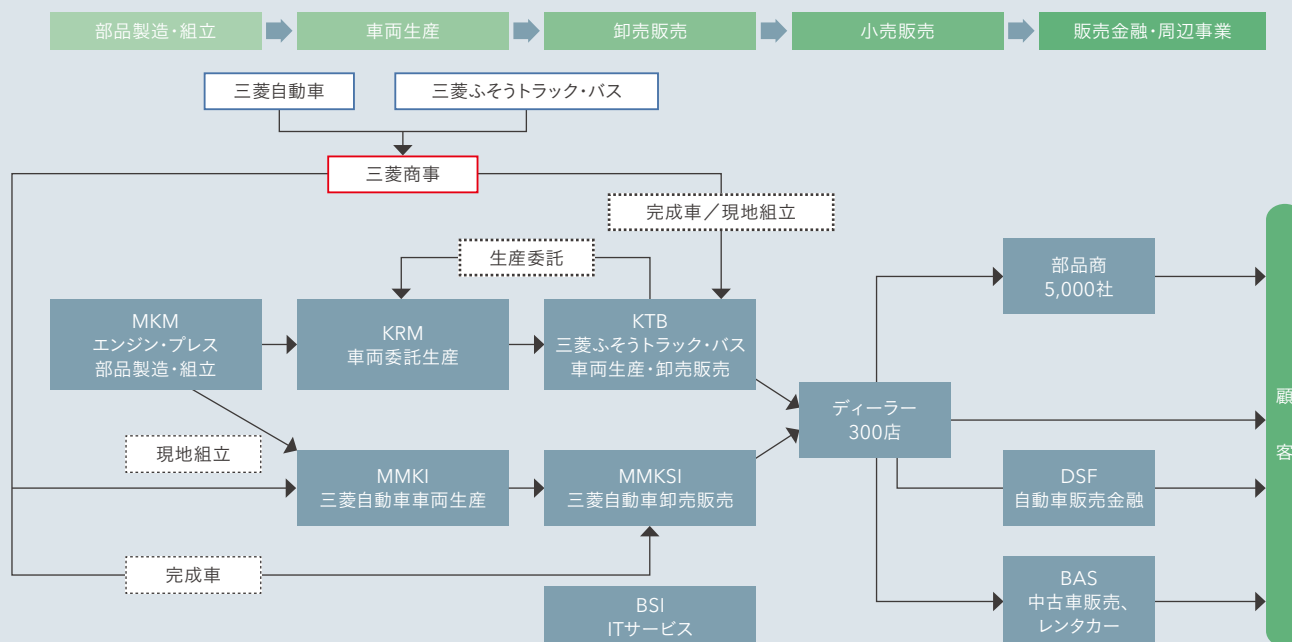 部品製造・組立
車両生産
卸売販売
小売販売
販売金融・周辺事業
三菱自動車
三菱ふそうトラック・バス
三菱商事
完成車／現地組立
生産委託
部品商
5,000社
MKM
エンジン・プレス
部品製造・組立
KRM
車両委託生産
KTB
三菱ふそうトラック・バス
車両生産・卸売販売
ディーラー
300店
顧
客
現地組立
MMKI
三菱自動車車両生産
MMKSI
三菱自動車卸売販売
DSF
自動車販売金融
完成車
BSI
ITサービス
BAS
中古車販売、
レンタカー